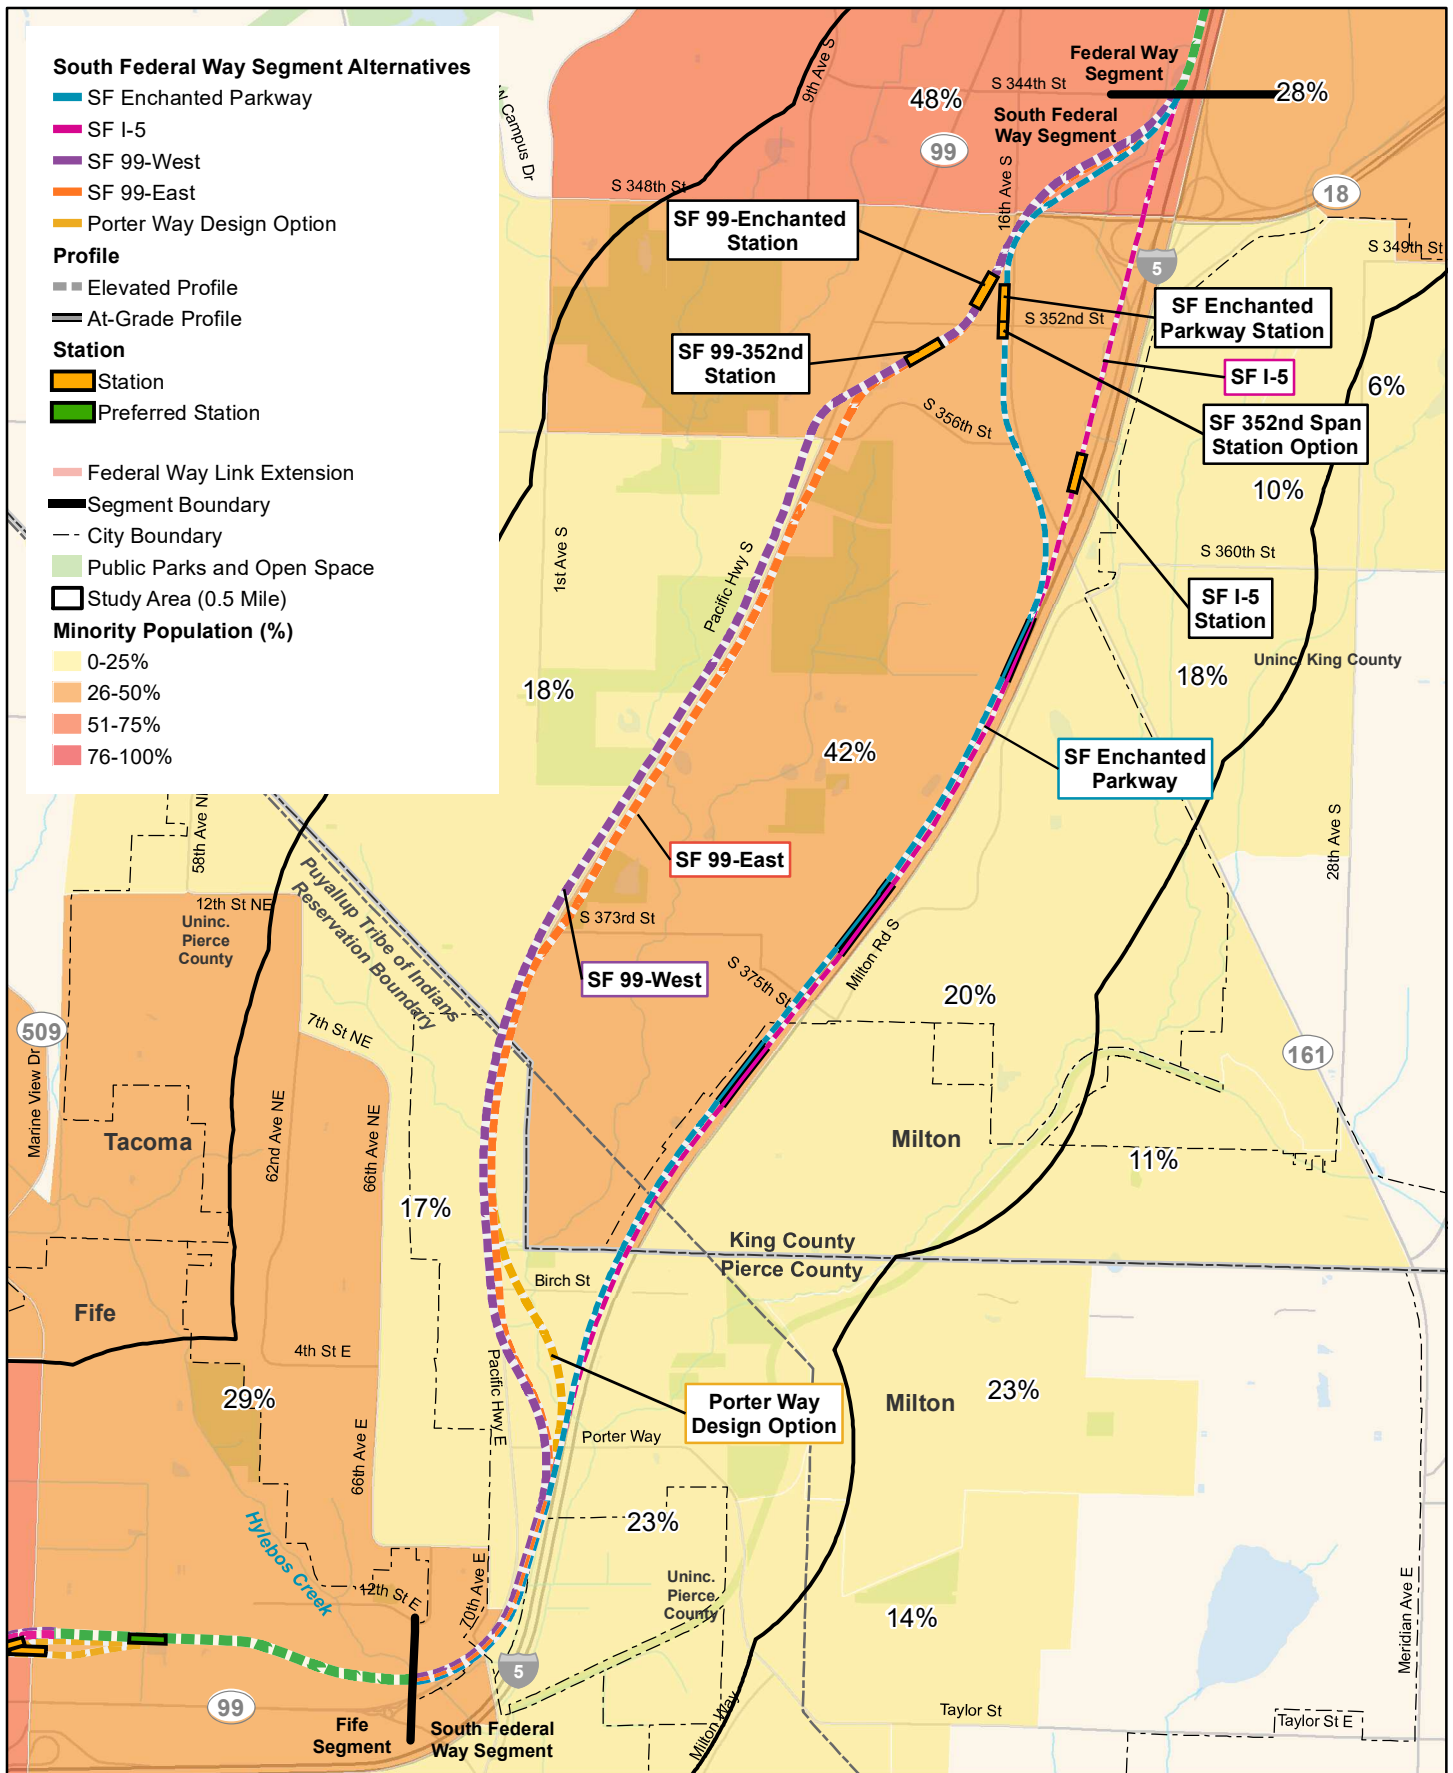 South Federal Way Segment Alternatives
SF Enchanted Parkway
SF I-5
SF 99-West
SF 99-East
Porter Way Design Option
Profile
Elevated Profile
At-Grade Profile
Station
Station
Preferred Station
Federal Way Link Extension
Segment Boundary
City Boundary
Public Parks and Open Space
Study Area (0.5 Mile)
Minority Population (%)
0-25%
26-50%
51-75%
76-100%
9th Ave S
Federal Way
Segment
S 344th St
48%
28%
South Federal
Way Segment
99
W Campus Dr
16th Ave S
S 348th St
18
SF 99-Enchanted
Station
S 349th St
5
SF Enchanted
Parkway Station
S 352nd St
SF 99-352nd
Station
SF I-5
6%
S 356th St
SF 352nd Span
Station Option
10%
1st Ave S
S 360th St
Pacific Hwy S
SF I-5
Station
Uninc. King County
18%
18%
42%
SF Enchanted
Parkway
58th Ave NE
28th Ave S
SF 99-East
Puyallup Tribe of Indians
Reservation Boundary
12th St NE
Uninc.
Pierce
County
S 373rd St
Milton Rd S
SF 99-West
S 375th St
20%
509
7th St NE
161
Marine View Dr
62nd Ave NE
66th Ave NE
Tacoma
Milton
11%
17%
King County
Pierce County
Birch St
Fife
4th St E
Pacific Hwy E
29%
Porter Way
Design Option
Milton
23%
66th Ave E
Porter Way
Hylebos Creek
23%
12th St E
70th Ave E
Uninc.
Pierce
County
14%
Meridian Ave E
5
99
Fife
Segment
South Federal
Way Segment
Milton Way
Taylor St
Taylor St E